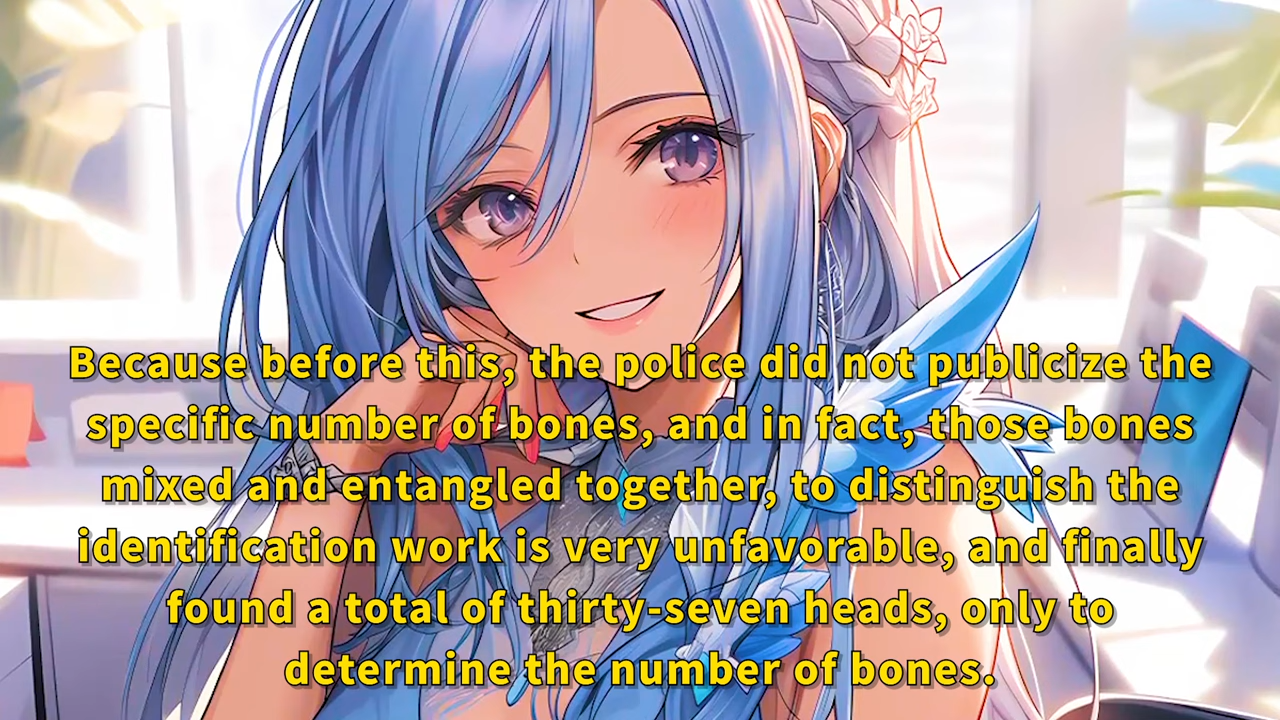 Because before this, the police did not publicize the
specific number of bones, and in fact, those bones
mixed and entangled together, to distinguish the
identification work is very unfavorable, and finally
found a total of thirty-seven heads, only to
determine the number of bones.